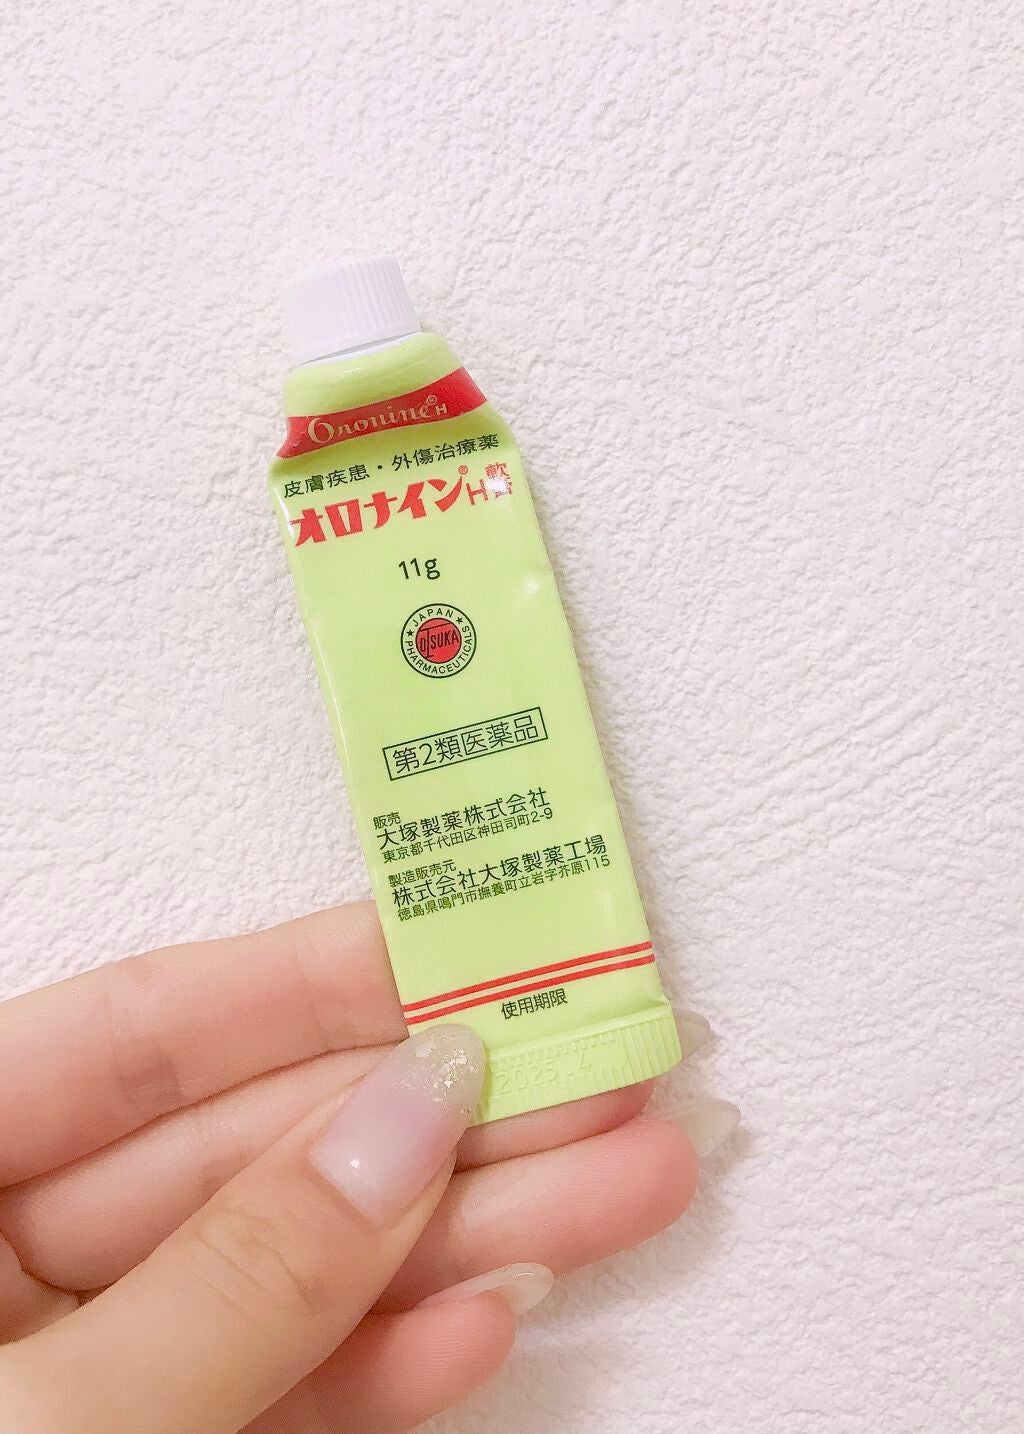 Oronine®H
皮膚疾患・外傷治療薬
オロナイン®H軟膏
11g
JAPAN
OTSUKA
PHARMACEUTICALS
第2類医薬品
販売
大塚製薬株式会社
東京都千代田区神田司町2-9
製造販売元
株式会社大塚製薬工場
徳島県鳴門市撫養町立岩字芥原115
使用期限
2025.4